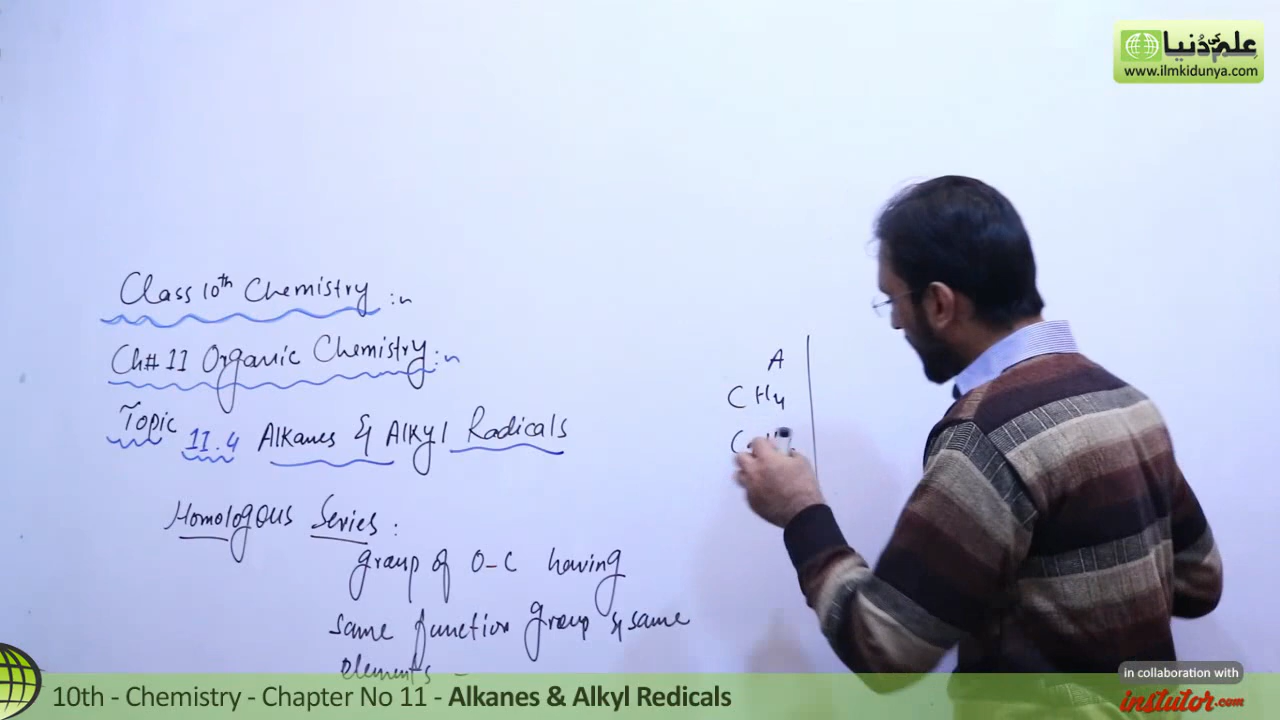 علم کی دُنیا
www.ilmkidunya.com
Class 10th Chemistry :~
Ch# 11 Organic Chemistry :~
Topic 11.4 Alkanes & Alkyl Radicals
Homologous Series :
group of O-C having
same function group & same
elements -
A
CH4
C
10th - Chemistry - Chapter No 11 - Alkanes & Alkyl Redicals
in collaboration with
instutor.com